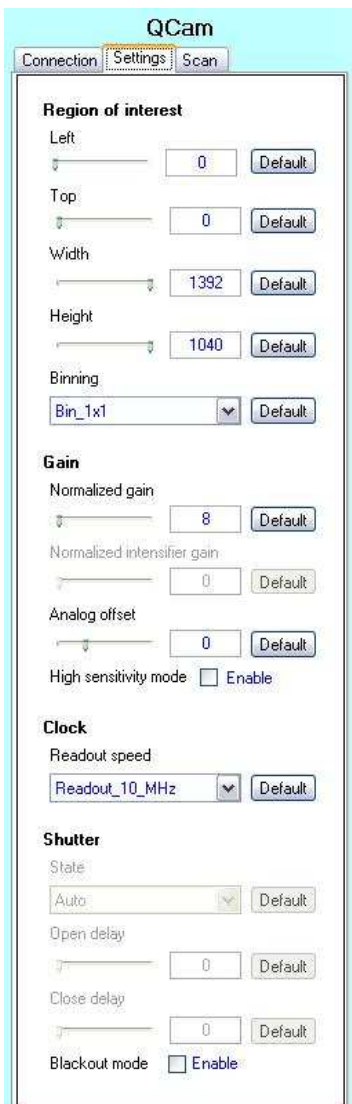 QCam
Connection Settings Scan
Region of interest
Left
0 Default
Top
0 Default
Width
1392 Default
Height
1040 Default
Binning
Bin_1x1 Default
Gain
Normalized gain
8 Default
Normalized intensifier gain
0 Default
Analog offset
0 Default
High sensitivity mode Enable
Clock
Readout speed
Readout_10_MHz Default
Shutter
State
Auto Default
Open delay
0 Default
Close delay
0 Default
Blackout mode Enable